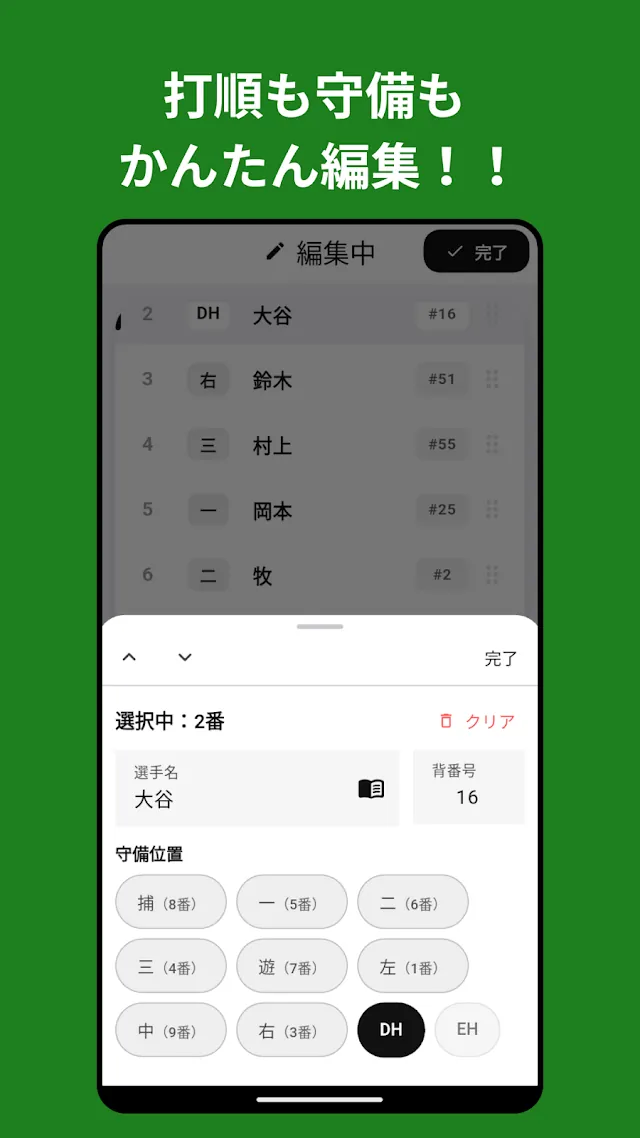 打順も守備も
かんたん編集！！
編集中
完了
2 DH 大谷 #16
3 右 鈴木 #51
4 三 村上 #55
5 一 岡本 #25
6 二 牧 #2
完了
選択中：2番 クリア
選手名 背番号
大谷 16
守備位置
捕（8番） 一（5番） 二（6番）
三（4番） 遊（7番） 左（1番）
中（9番） 右（3番） DH EH